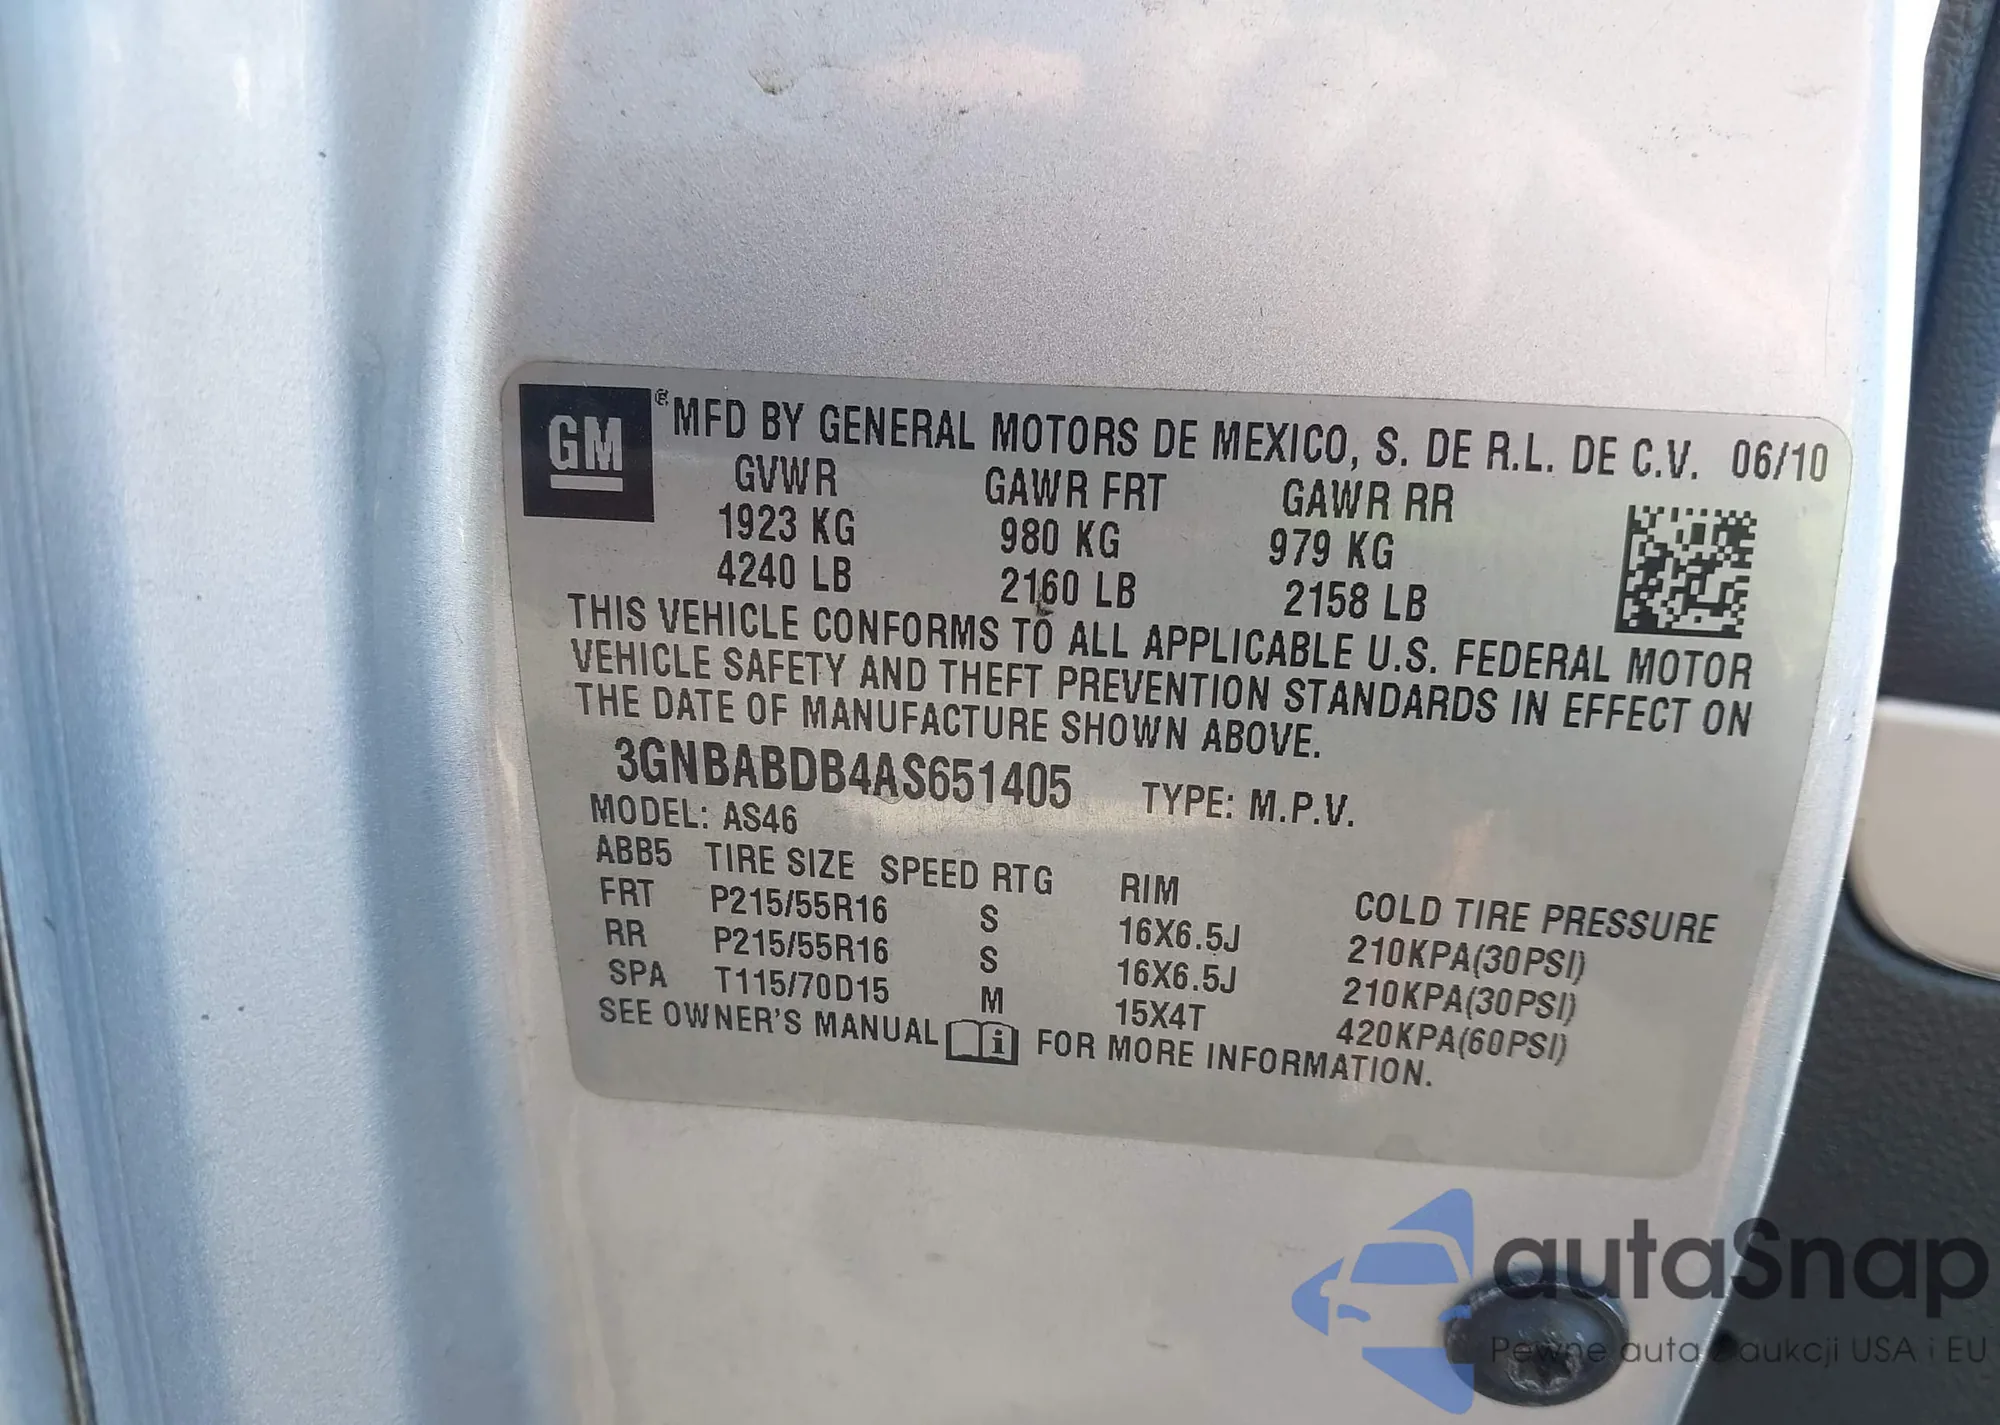 GM ® MFD BY GENERAL MOTORS DE MEXICO, S. DE R.L. DE C.V. 06/10
GVWR GAWR FRT GAWR RR
1923 KG 980 KG 979 KG
4240 LB 2160 LB 2158 LB
THIS VEHICLE CONFORMS TO ALL APPLICABLE U.S. FEDERAL MOTOR
VEHICLE SAFETY AND THEFT PREVENTION STANDARDS IN EFFECT ON
THE DATE OF MANUFACTURE SHOWN ABOVE.
3GNBABDB4AS651405 TYPE: M.P.V.
MODEL: AS46
ABB5 TIRE SIZE SPEED RTG RIM COLD TIRE PRESSURE
FRT P215/55R16 S 16X6.5J 210KPA(30PSI)
RR P215/55R16 S 16X6.5J 210KPA(30PSI)
SPA T115/70D15 M 15X4T 420KPA(60PSI)
SEE OWNER'S MANUAL i FOR MORE INFORMATION.
autaSnap
Pewne auta z aukcji USA i EU